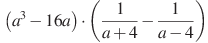 (a³ − 16a) · (1/(a + 4) − 1/(a − 4))